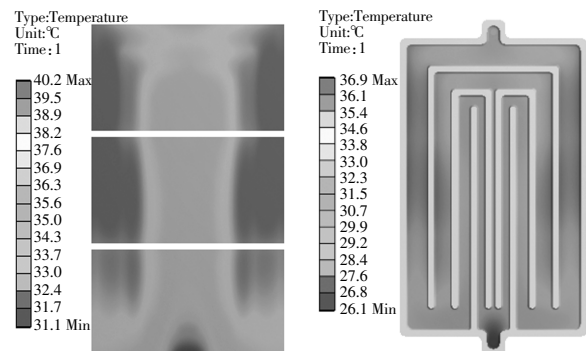 Type:Temperature
Unit:℃
Time:1
40.2 Max
39.5
38.9
38.2
37.6
36.9
36.3
35.6
35.0
34.3
33.7
33.0
32.4
31.7
31.1 Min
Type:Temperature
Unit:℃
Time:1
36.9 Max
36.1
35.4
34.6
33.8
33.0
32.3
31.5
30.7
29.9
29.2
28.4
27.6
26.8
26.1 Min